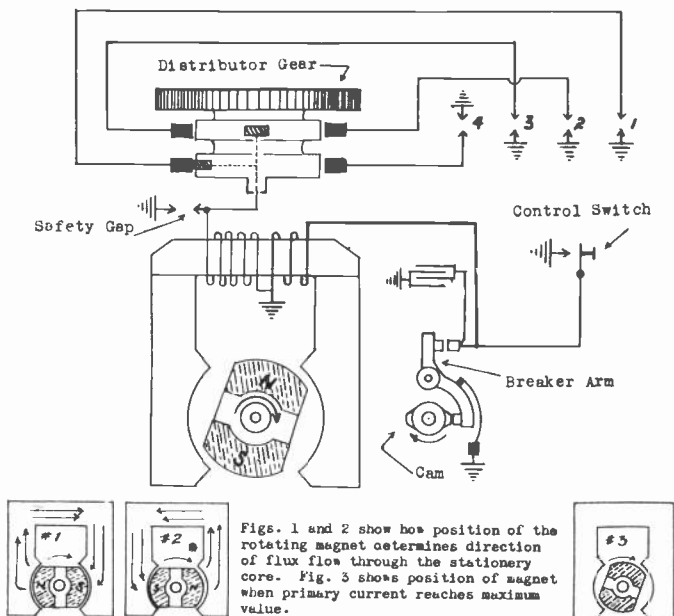 Distributor Gear
4 3 2 1
Safety Gap
Control Switch
N
S
Breaker Arm
Cam
#1
N S
#2
S N
Figs. 1 and 2 show how position of the
rotating magnet determines direction
of flux flow through the stationery
core. Fig. 3 shows position of magnet
when primary current reaches maximum
value.
#3